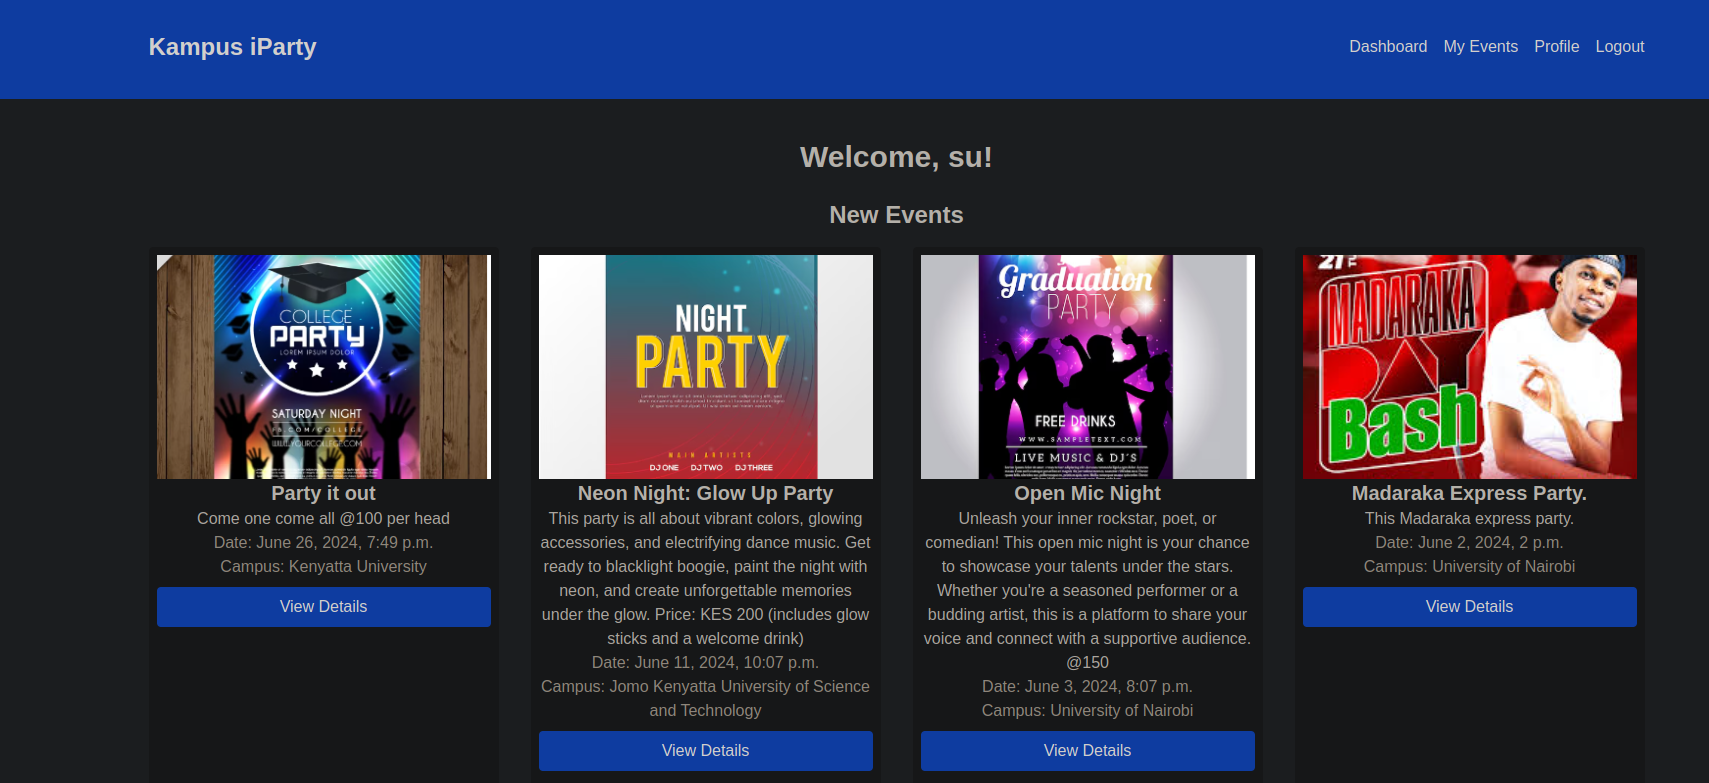 Kampus iParty
Dashboard My Events Profile Logout
Welcome, su!
New Events
COLLEGE
PARTY
LOREM IPSUM DOLOR
SATURDAY NIGHT
FB.COM/COLLEGE
WWW.YOURCOLLEGE.COM
Party it out
Come one come all @100 per head
Date: June 26, 2024, 7:49 p.m.
Campus: Kenyatta University
View Details
NIGHT
PARTY
MAIN ARTISTS
DJ ONE DJ TWO DJ THREE
Neon Night: Glow Up Party
This party is all about vibrant colors, glowing
accessories, and electrifying dance music. Get
ready to blacklight boogie, paint the night with
neon, and create unforgettable memories
under the glow. Price: KES 200 (includes glow
sticks and a welcome drink)
Date: June 11, 2024, 10:07 p.m.
Campus: Jomo Kenyatta University of Science
and Technology
View Details
Graduation
PARTY
FREE DRINKS
WWW.SAMPLETEXT.COM
LIVE MUSIC & DJ'S
Open Mic Night
Unleash your inner rockstar, poet, or
comedian! This open mic night is your chance
to showcase your talents under the stars.
Whether you're a seasoned performer or a
budding artist, this is a platform to share your
voice and connect with a supportive audience.
@150
Date: June 3, 2024, 8:07 p.m.
Campus: University of Nairobi
View Details
MADARAKA
DAY
Bash
Madaraka Express Party.
This Madaraka express party.
Date: June 2, 2024, 2 p.m.
Campus: University of Nairobi
View Details